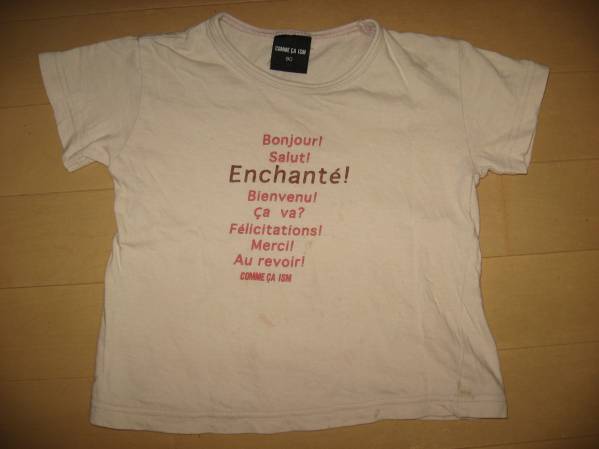 COMME ÇA ISM
90
Bonjour!
Salut!
Enchanté!
Bienvenu!
Ça va?
Félicitations!
Merci!
Au revoir!
COMME ÇA ISM